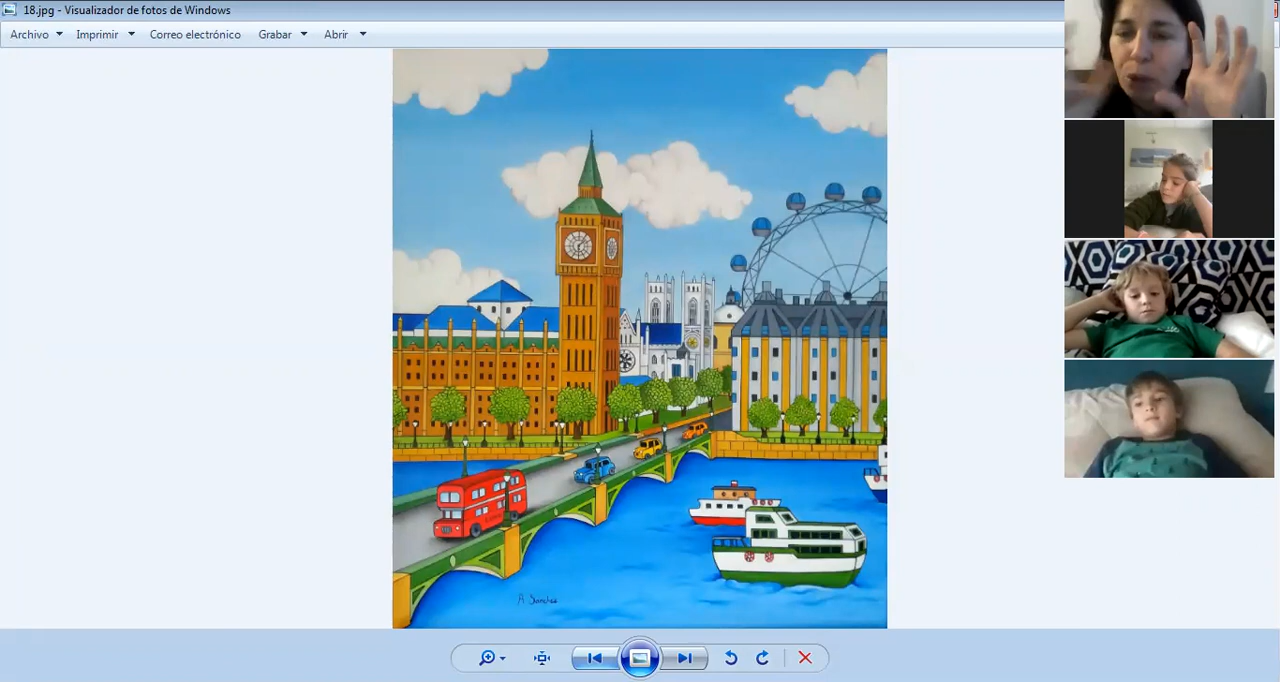 18.jpg - Visualizador de fotos de Windows
Archivo Imprimir Correo electrónico Grabar Abrir
A Sanchez